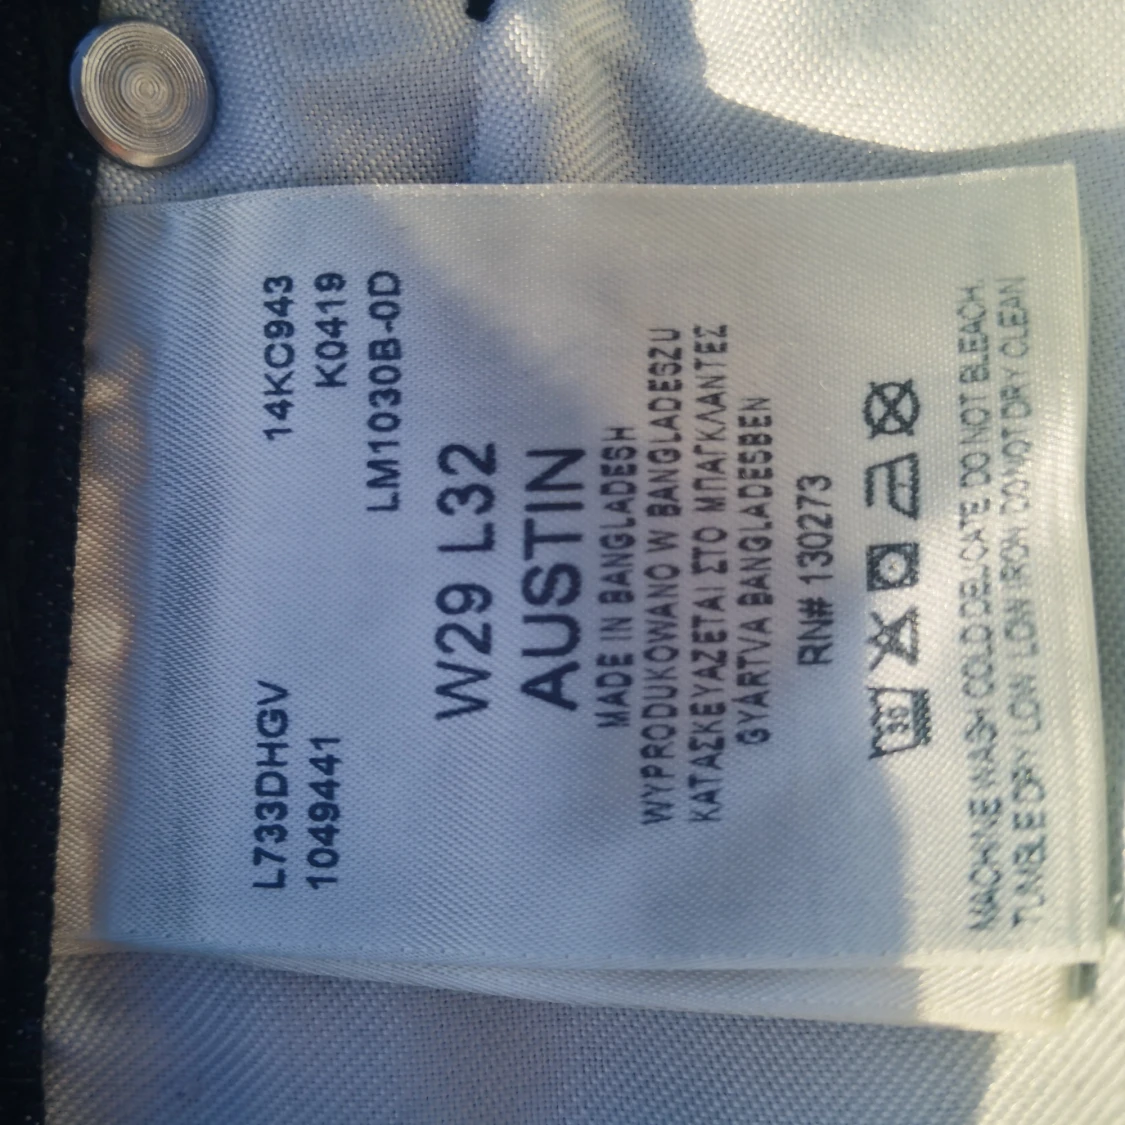 L733DHGV 14KC943
1049441 K0419
LM1030B-0D
W29 L32
AUSTIN
MADE IN BANGLADESH
WYPRODUKOWANO W BANGLADESZU
ΚΑΤΑΣΚΕΥΑΖΕΤΑΙ ΣΤΟ ΜΠΑΓΚΛΑΝΤΕΣ
GYÁRTVA BANGLADESBEN
RN# 130273
30
MACHINE WASH COLD DELICATE DO NOT BLEACH
TUMBLE DRY LOW LOW IRON DO NOT DRY CLEAN